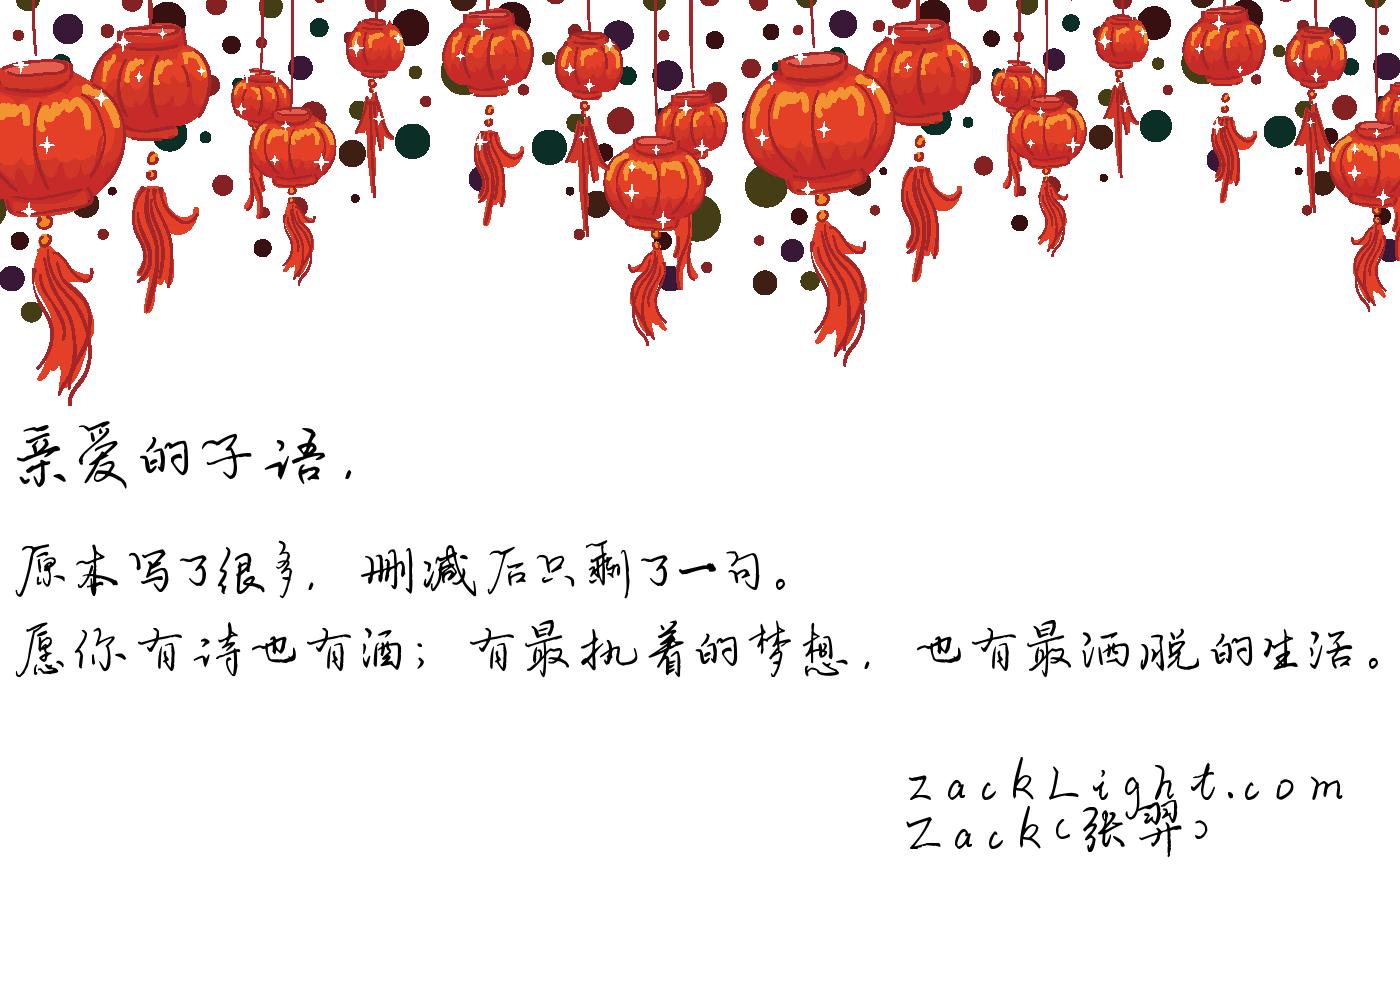 亲爱的子语，
原本写了很多，删减后只剩了一句。
愿你有诗也有酒；有最执着的梦想，也有最洒脱的生活。
zackLight.com
Zack(张羿)